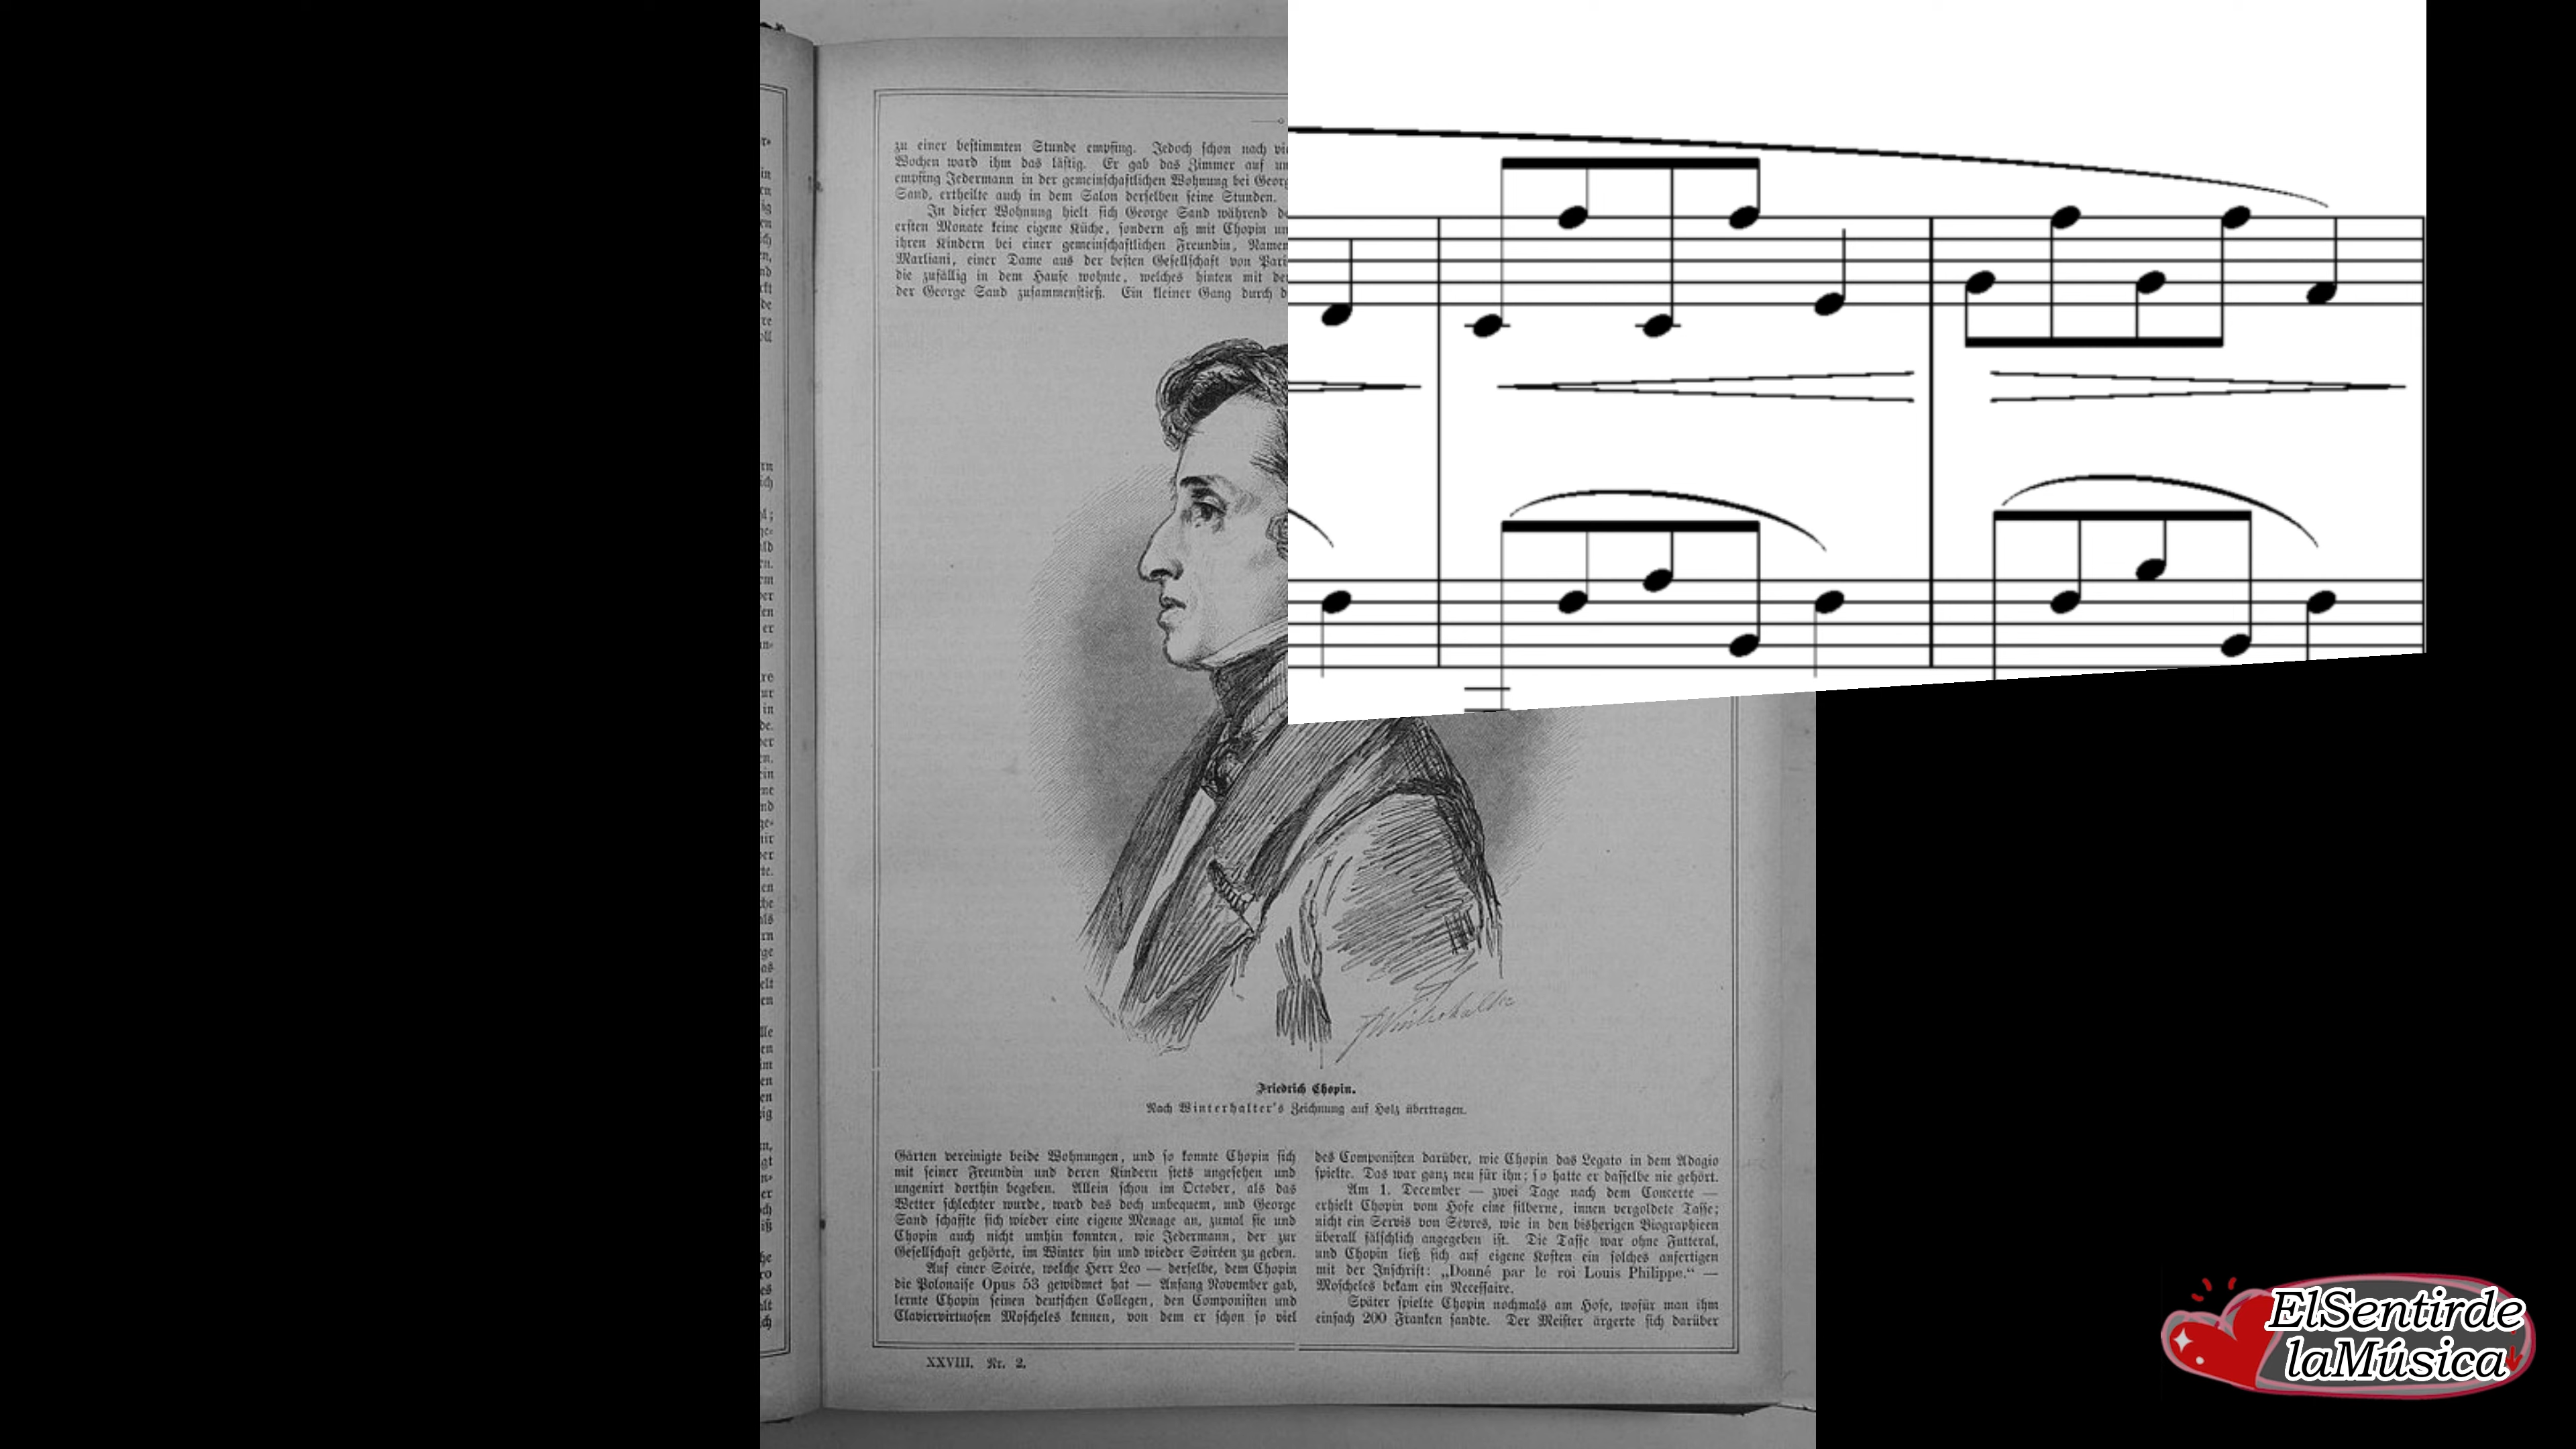 zu einer beſtimmten Stunde empfing. Jedoch ſchon nach
Wochen ward ihm das läſtig. Er gab das Zimmer auf
empfing Jedermann in der gemeinſchaftlichen Wohnung bei
Sand, ertheilte auch in dem Salon derſelben ſeine Stunden.
In dieſer Wohnung hielt ſich George Sand während
erſten Monate keine eigene Küche, ſondern aß mit Chopin
ihren Kindern bei einer gemeinſchaftlichen Freundin,
Marliani, einer Dame aus der beſten Geſellſchaft von
die zufällig in dem Hauſe wohnte, welches hinten mit
der George Sand zuſammenſtieß. Ein kleiner Gang durch
Friedrich Chopin.
Nach Winterhalter's Zeichnung auf Holz übertragen.
Gärten vereinigte beide Wohnungen, und ſo konnte Chopin ſich
mit ſeiner Freundin und deren Kindern ſtets ungeſehen und
ungenirt dorthin begeben. Allein ſchon im October, als das
Wetter ſchlechter wurde, ward das doch unbequem, und George
Sand ſchaffte ſich wieder eine eigene Menage an, zumal ſie und
Chopin auch nicht umhin konnten, wie Jedermann, der zur
Geſellſchaft gehörte, im Winter hin und wieder Soiréen zu geben.
Auf einer Soirée, welche Herr Leo — derſelbe, dem Chopin
die Polonaiſe Opus 53 gewidmet hat — Anfang November gab,
lernte Chopin ſeinen deutſchen Collegen, den Componiſten und
Claviervirtuoſen Moſcheles kennen, von dem er ſchon ſo viel
des Componiſten darüber, wie Chopin das Legato in dem Adagio
ſpielte. Das war ganz neu für ihn; ſo hatte er daſſelbe nie gehört.
Am 1. December — zwei Tage nach dem Concerte —
erhielt Chopin vom Hofe eine ſilberne, innen vergoldete Taſſe;
nicht ein Servis von Sèvres, wie in den bisherigen Biographieen
überall fälſchlich angegeben iſt. Die Taſſe war ohne Futteral,
und Chopin ließ ſich auf eigene Koſten ein ſolches anfertigen
mit der Inſchrift: „Donné par le roi Louis Philippe.“ —
Moſcheles bekam ein Neceſſaire.
Später ſpielte Chopin nochmals am Hofe, wofür man ihm
einfach 200 Franken ſandte. Der Meiſter ärgerte ſich darüber
XXVIII. Nr. 2.
ElSentirde
laMúsica